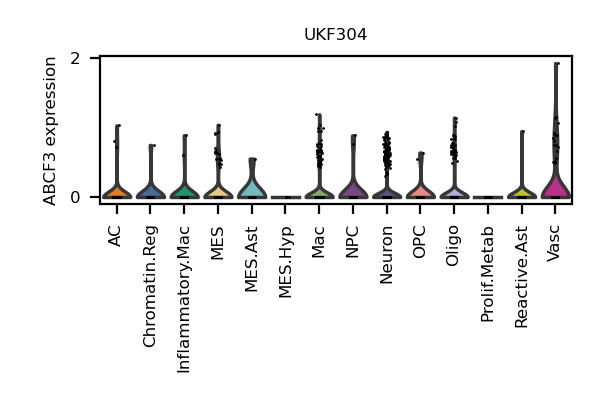 UKF304
ABCF3 expression
2
0
AC
Chromatin.Reg
Inflammatory.Mac
MES
MES.Ast
MES.Hyp
Mac
NPC
Neuron
OPC
Oligo
Prolif.Metab
Reactive.Ast
Vasc